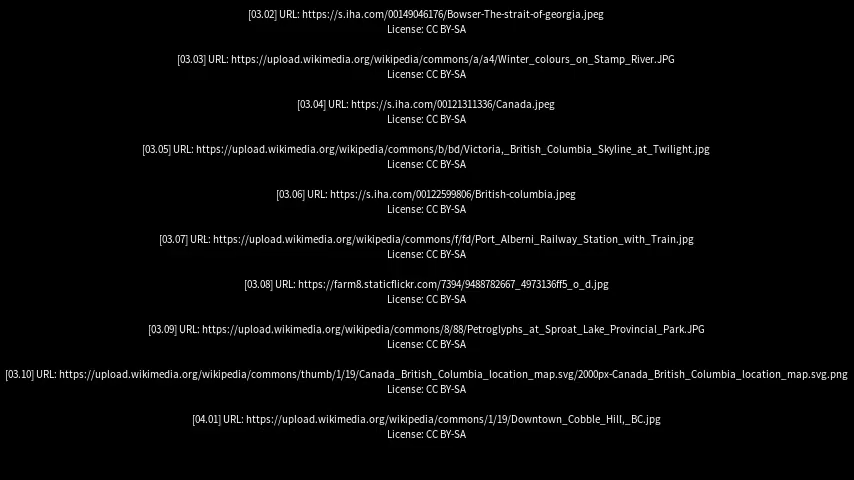 [03.02] URL: https://s.iha.com/00149046176/Bowser-The-strait-of-georgia.jpeg
License: CC BY-SA
[03.03] URL: https://upload.wikimedia.org/wikipedia/commons/a/a4/Winter_colours_on_Stamp_River.JPG
License: CC BY-SA
[03.04] URL: https://s.iha.com/00121311336/Canada.jpeg
License: CC BY-SA
[03.05] URL: https://upload.wikimedia.org/wikipedia/commons/b/bd/Victoria,_British_Columbia_Skyline_at_Twilight.jpg
License: CC BY-SA
[03.06] URL: https://s.iha.com/00122599806/British-columbia.jpeg
License: CC BY-SA
[03.07] URL: https://upload.wikimedia.org/wikipedia/commons/f/fd/Port_Alberni_Railway_Station_with_Train.jpg
License: CC BY-SA
[03.08] URL: https://farm8.staticflickr.com/7394/9488782667_4973136ff5_o_d.jpg
License: CC BY-SA
[03.09] URL: https://upload.wikimedia.org/wikipedia/commons/8/88/Petroglyphs_at_Sproat_Lake_Provincial_Park.JPG
License: CC BY-SA
[03.10] URL: https://upload.wikimedia.org/wikipedia/commons/thumb/1/19/Canada_British_Columbia_location_map.svg/2000px-Canada_British_Columbia_location_map.svg.png
License: CC BY-SA
[04.01] URL: https://upload.wikimedia.org/wikipedia/commons/1/19/Downtown_Cobble_Hill,_BC.jpg
License: CC BY-SA